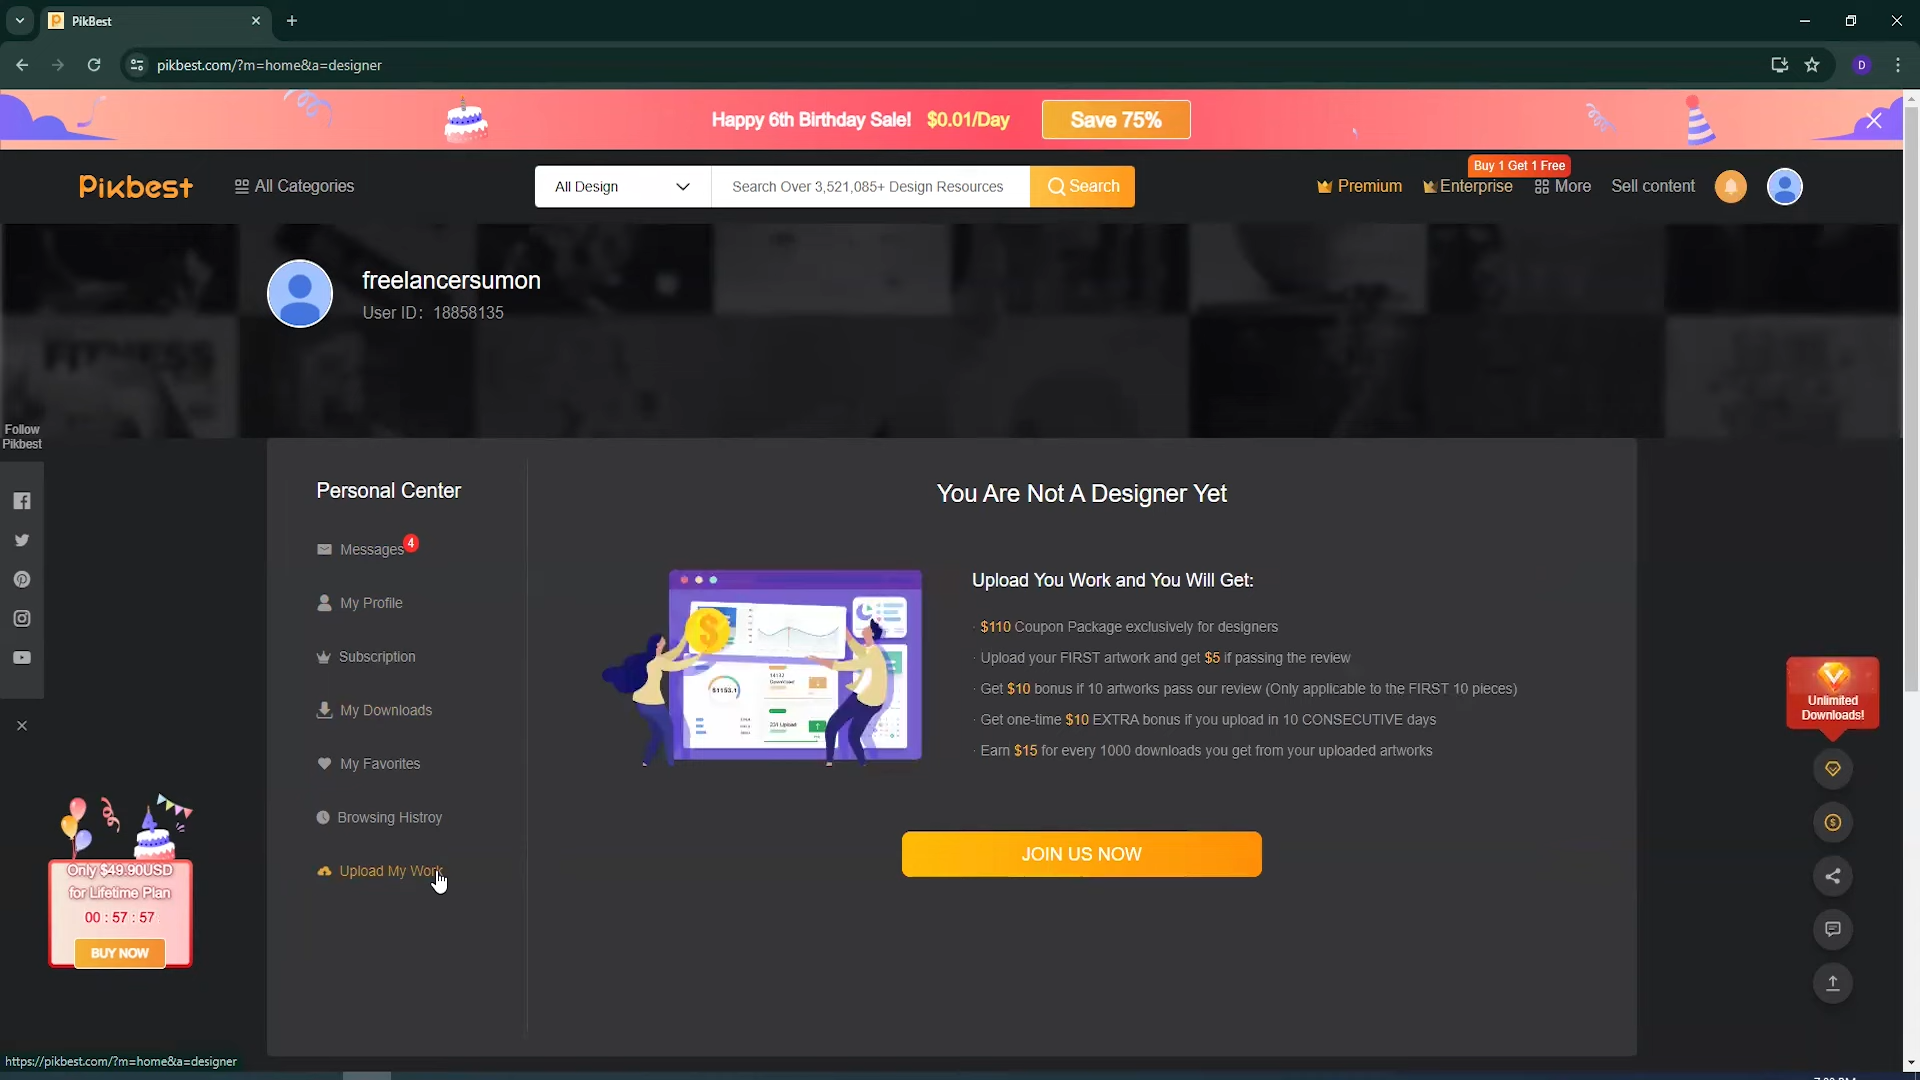 PikBest
pikbest.com/?m=home&a=designer
D
Happy 6th Birthday Sale! $0.01/Day Save 75%
Buy 1 Get 1 Free
Pikbest All Categories All Design Search Over 3,521,085+ Design Resources Search Premium Enterprise More Sell content
freelancersumon
User ID: 18858135
FITNESS
Follow
Pikbest
Personal Center
Messages 4
My Profile
Subscription
My Downloads
My Favorites
Browsing Histroy
Upload My Work
You Are Not A Designer Yet
$1153.1
Upload You Work and You Will Get:
· $110 Coupon Package exclusively for designers
· Upload your FIRST artwork and get $5 if passing the review
· Get $10 bonus if 10 artworks pass our review (Only applicable to the FIRST 10 pieces)
· Get one-time $10 EXTRA bonus if you upload in 10 CONSECUTIVE days
· Earn $15 for every 1000 downloads you get from your uploaded artworks
JOIN US NOW
Unlimited
Downloads!
Only $49.90USD
for Lifetime Plan
00 : 57 : 57
BUY NOW
https://pikbest.com/?m=home&a=designer